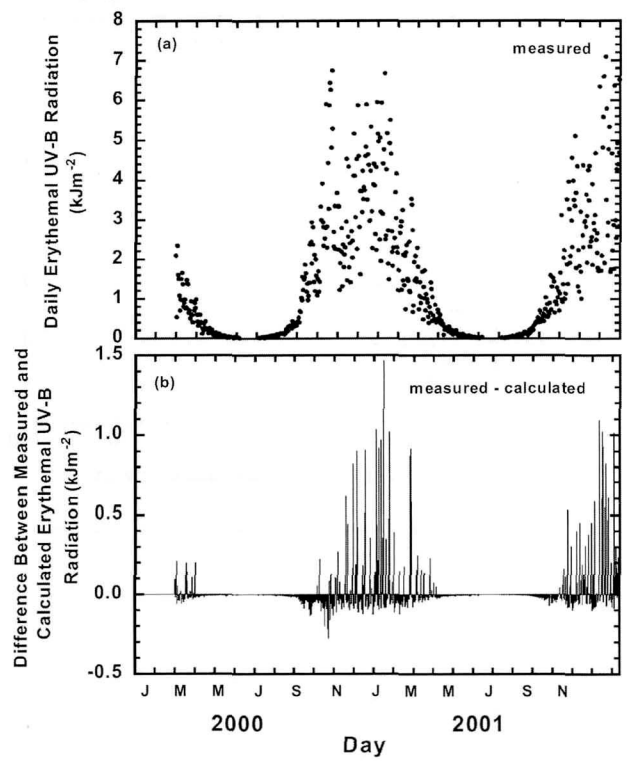 8
7
6
5
4
3
2
1
0
Daily Erythemal UV-B Radiation
(kJm-2)
(a)
measured
1.5
1.0
0.5
0.0
-0.5
Difference Between Measured and
Calculated Erythemal UV-B
Radiation (kJm-2)
(b)
measured - calculated
J M M J S N J M M J S N
2000 2001
Day